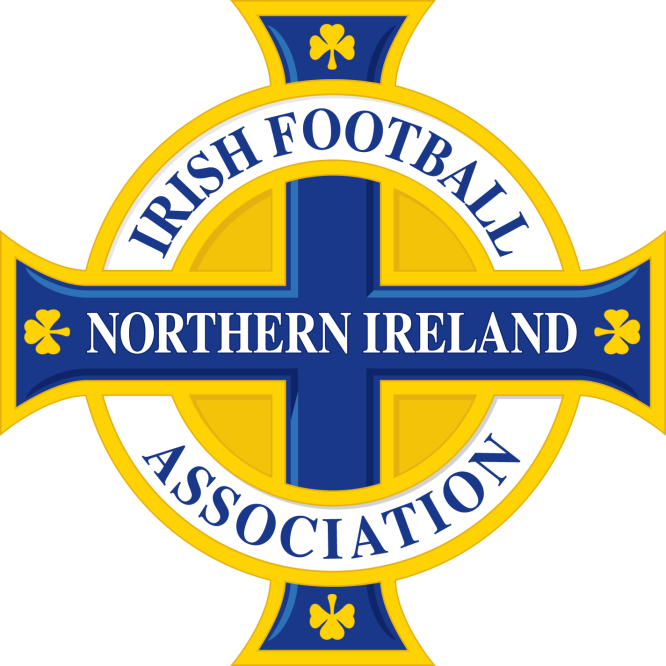 IRISH FOOTBALL
NORTHERN IRELAND
ASSOCIATION